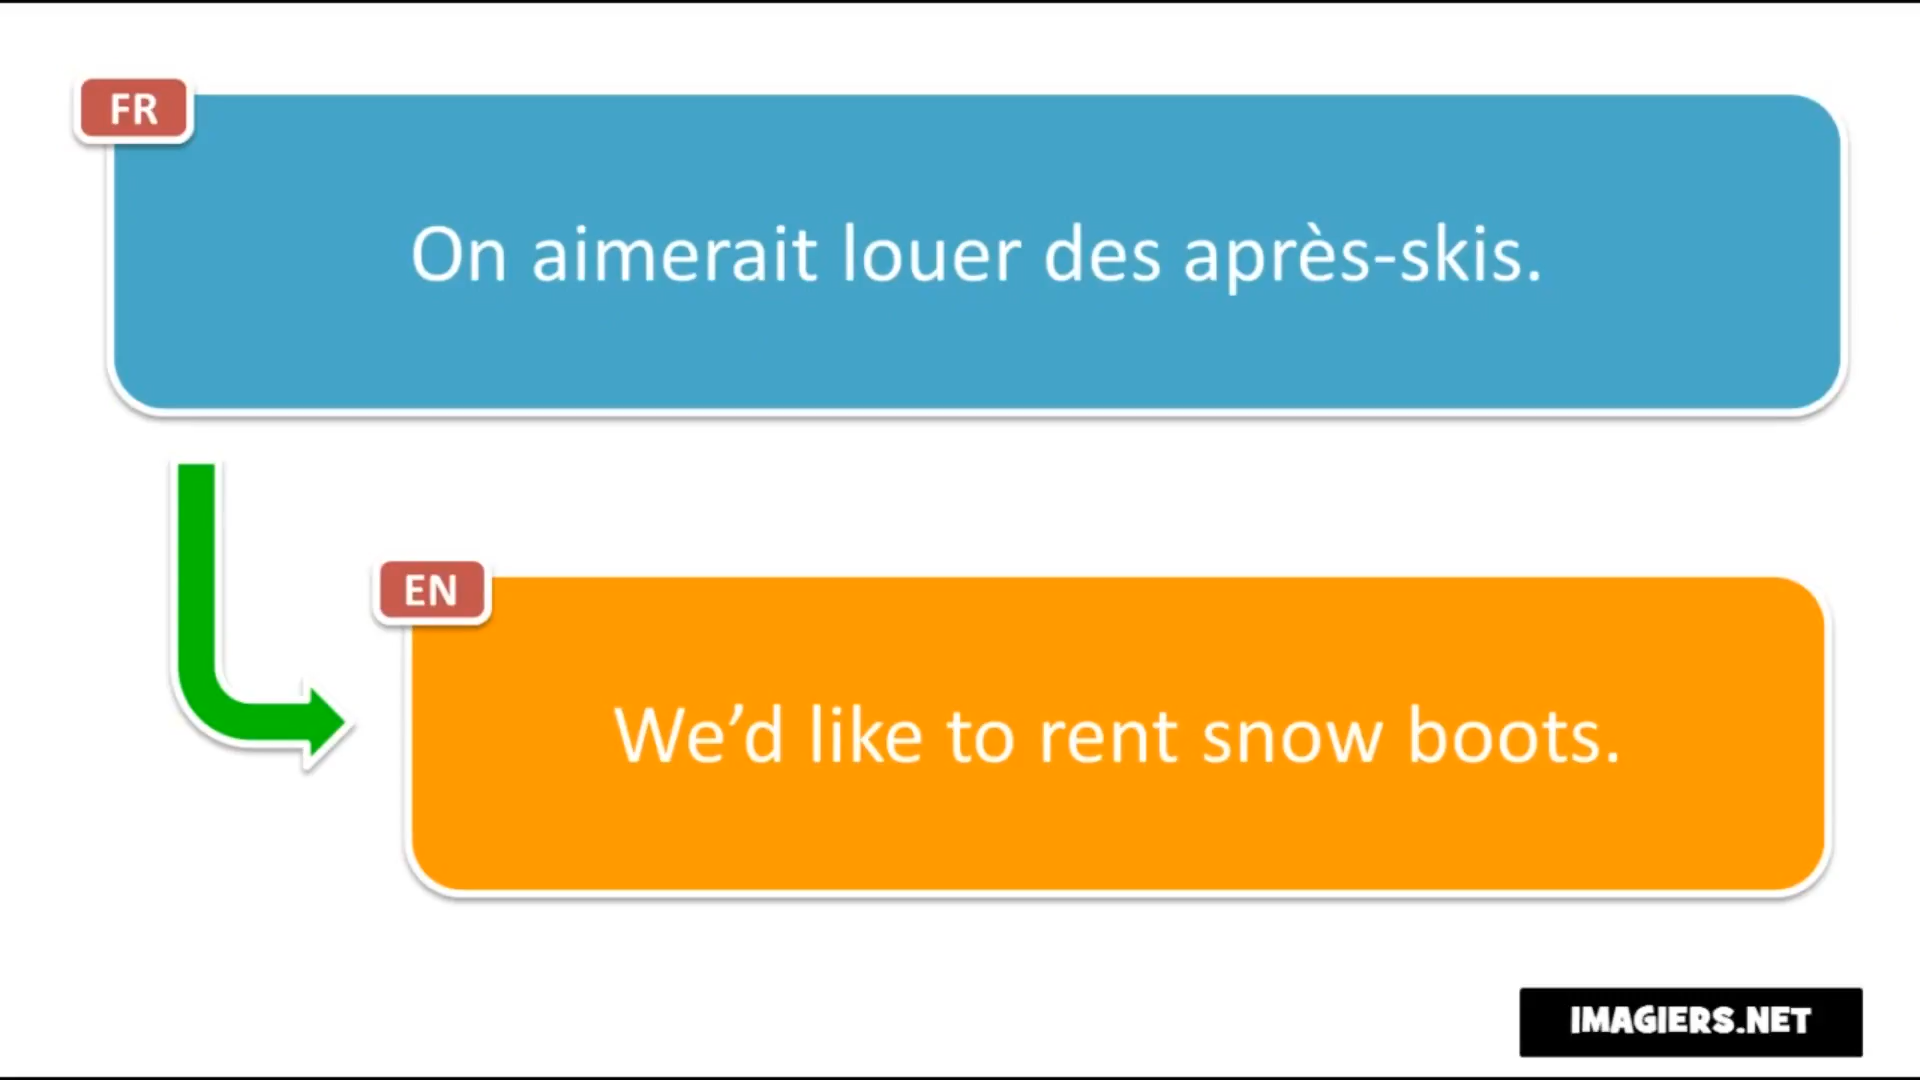 FR
On aimerait louer des après-skis.
EN
We’d like to rent snow boots.
IMAGIERS.NET